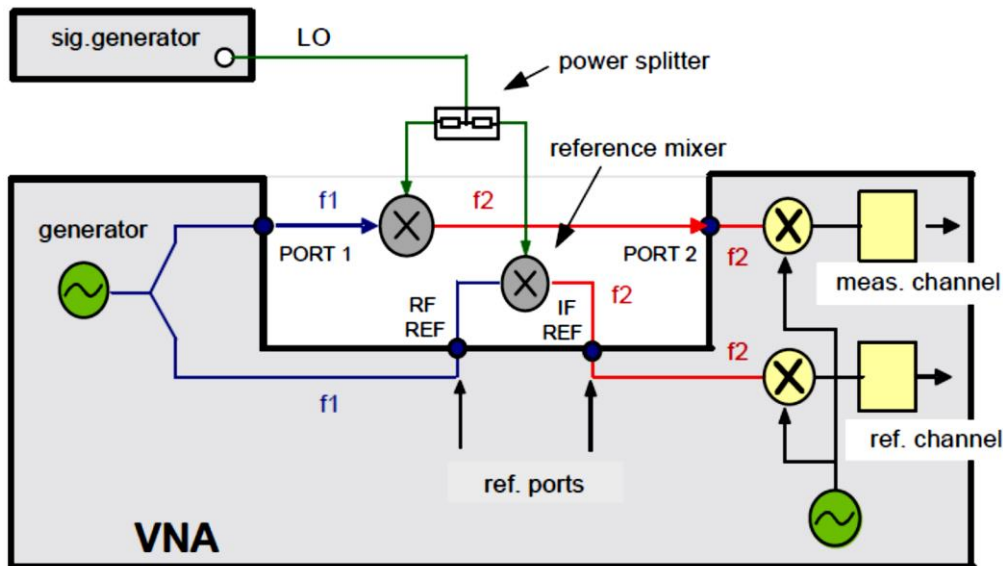 sig.generator
LO
power splitter
reference mixer
generator
f1
f2
PORT 1
PORT 2
f2
meas. channel
RF
REF
IF
REF
f2
f1
f2
ref. channel
ref. ports
VNA